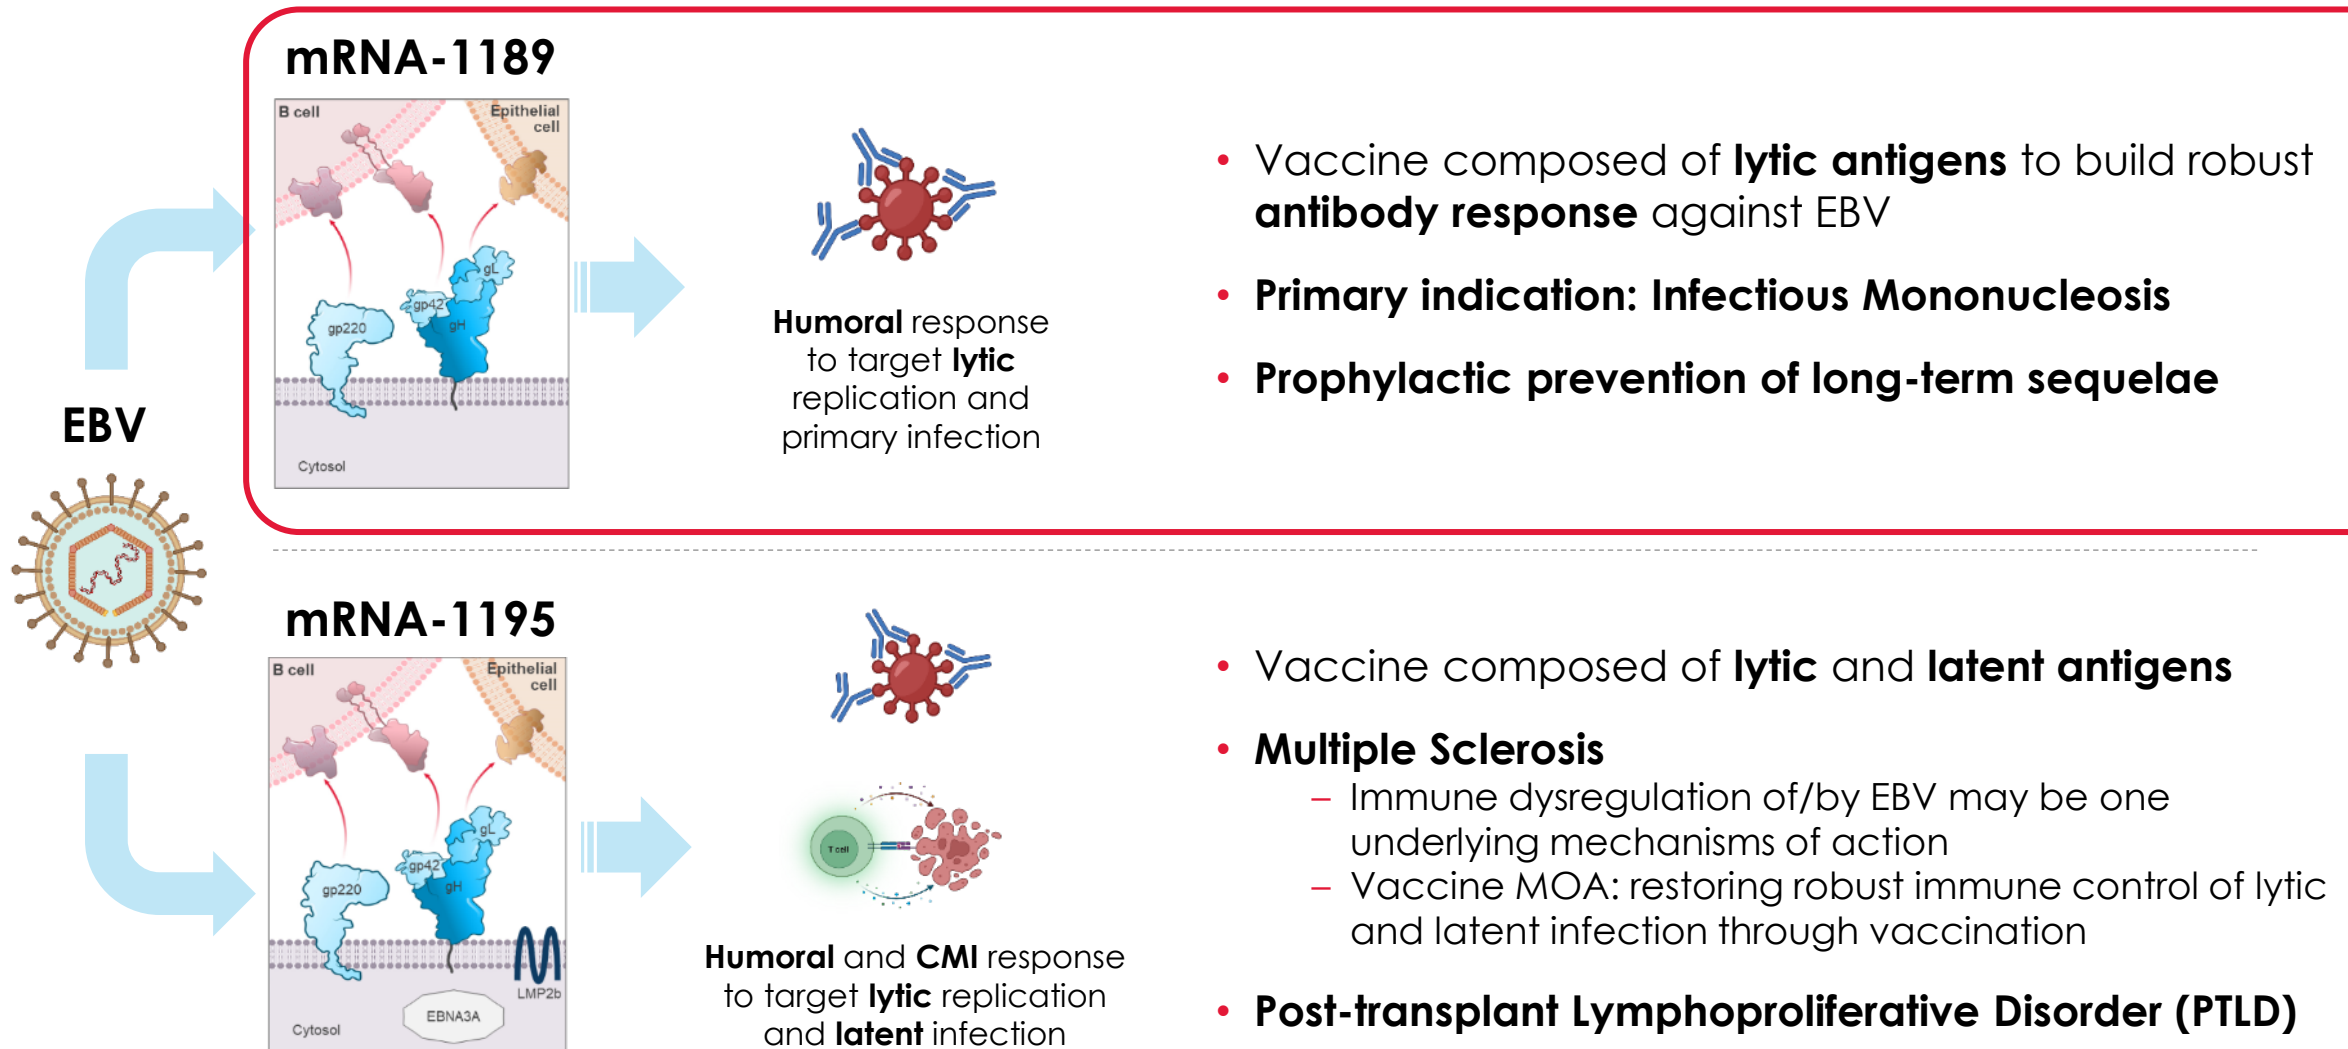 mRNA-1189
B cell
Epithelial
cell
gL
gp42
gp220
gH
Cytosol
Humoral response
to target lytic
replication and
primary infection
• Vaccine composed of lytic antigens to build robust
antibody response against EBV
• Primary indication: Infectious Mononucleosis
• Prophylactic prevention of long-term sequelae
EBV
mRNA-1195
B cell
Epithelial
cell
gL
gp42
gp220
gH
LMP2b
EBNA3A
Cytosol
T cell
Humoral and CMI response
to target lytic replication
and latent infection
• Vaccine composed of lytic and latent antigens
• Multiple Sclerosis
– Immune dysregulation of/by EBV may be one
underlying mechanisms of action
– Vaccine MOA: restoring robust immune control of lytic
and latent infection through vaccination
• Post-transplant Lymphoproliferative Disorder (PTLD)